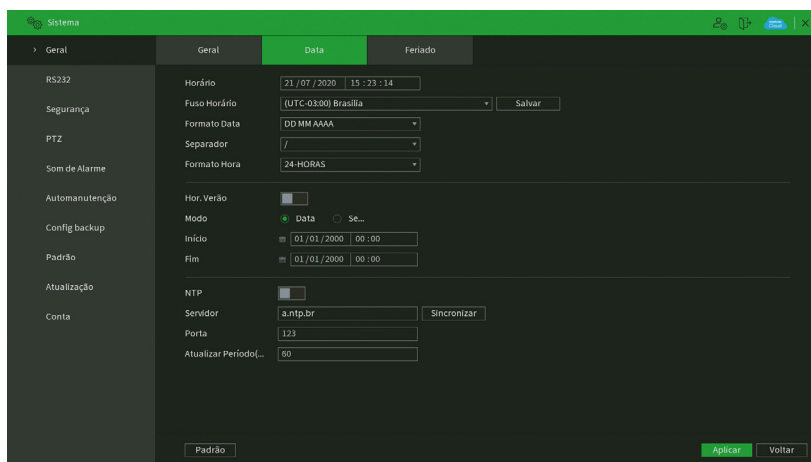 Sistema
Geral
RS232
Segurança
PTZ
Som de Alarme
Automanutenção
Config backup
Padrão
Atualização
Conta
Geral Data Feriado
Horário 21 / 07 / 2020 15 : 23 : 14
Fuso Horário (UTC-03:00) Brasília Salvar
Formato Data DD MM AAAA
Separador /
Formato Hora 24-HORAS
Hor. Verão
Modo Data Se...
Início 01 / 01 / 2000 00 : 00
Fim 01 / 01 / 2000 00 : 00
NTP
Servidor a.ntp.br Sincronizar
Porta 123
Atualizar Período(... 60
Padrão Aplicar Voltar